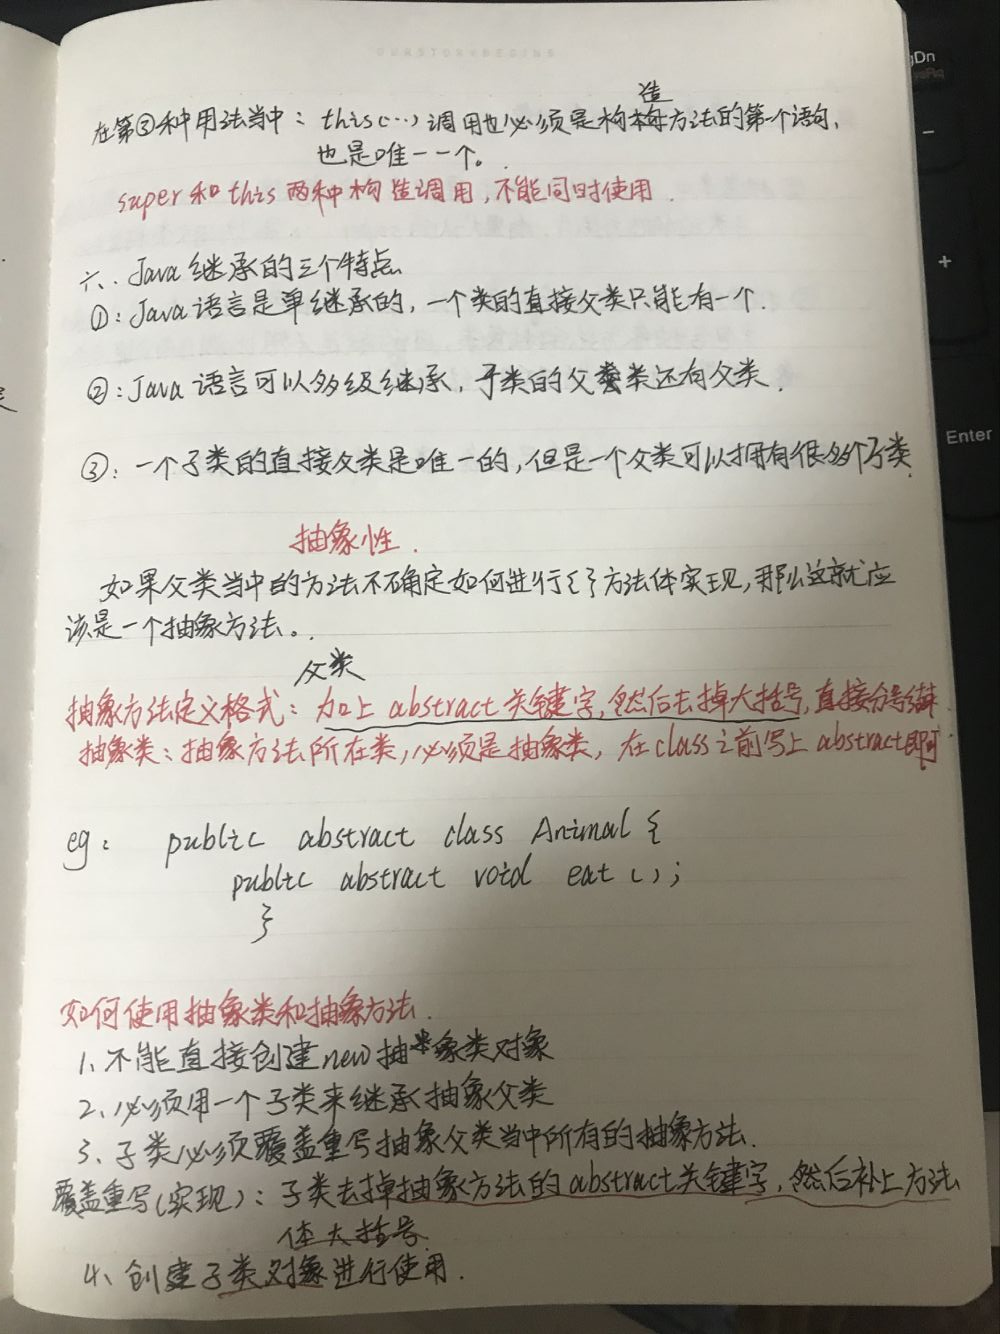 OURSTORYBEGINS
造
在第③种用法当中：this(...)调用也必须是构造方法的第一个语句，
也是唯一一个。
super和this两种构造调用，不能同时使用.
六、Java继承的三个特点
①：Java语言是单继承的，一个类的直接父类只能有一个.
②：Java语言可以多级继承，子类的父类还有父类.
③：一个子类的直接父类是唯一的，但是一个父类可以拥有很多个子类.
抽象性.
如果父类当中的方法不确定如何进行{}方法体实现，那么这就应
该是一个抽象方法。
父类
抽象方法定义格式：加上abstract关键字，然后去掉大括号，直接分号结束
抽象类：抽象方法所在类，必须是抽象类，在class之前写上abstract即可.
eg： public abstract class Animal {
public abstract void eat();
}
如何使用抽象类和抽象方法.
1、不能直接创建new抽象类对象
2、必须用一个子类来继承抽象父类
3、子类必须覆盖重写抽象父类当中所有的抽象方法.
覆盖重写(实现)：子类去掉抽象方法的abstract关键字，然后补上方法
体大括号.
4、创建子类对象进行使用.
gDn
SysRq
−
+
Enter